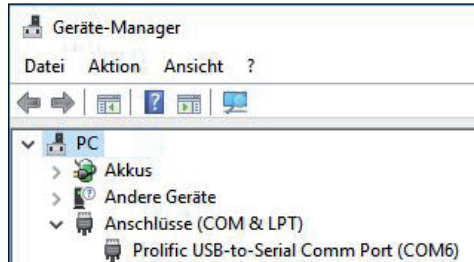 Geräte-Manager
Datei Aktion Ansicht ?
PC
Akkus
Andere Geräte
Anschlüsse (COM & LPT)
Prolific USB-to-Serial Comm Port (COM6)